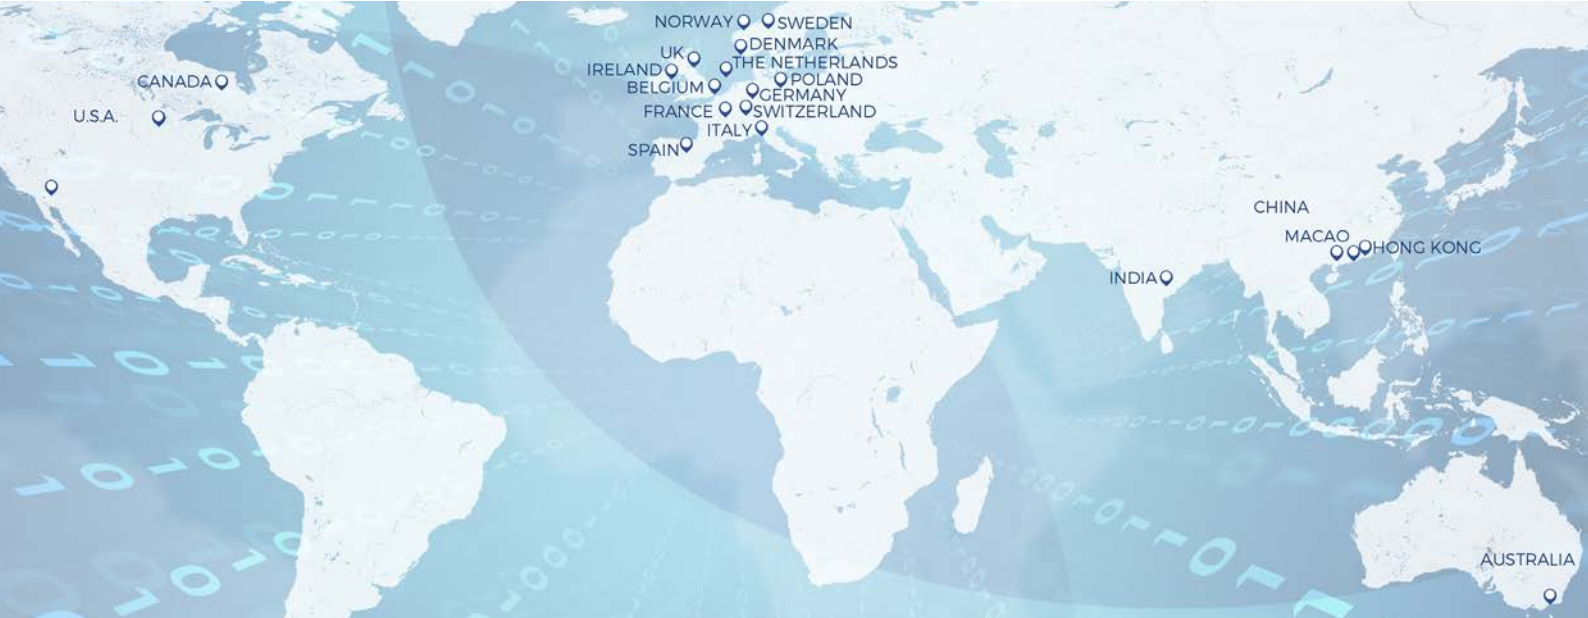 NORWAY
SWEDEN
DENMARK
UK
THE NETHERLANDS
IRELAND
POLAND
CANADA
BELGIUM
GERMANY
FRANCE
SWITZERLAND
U.S.A.
ITALY
SPAIN
CHINA
MACAO
HONG KONG
INDIA
AUSTRALIA